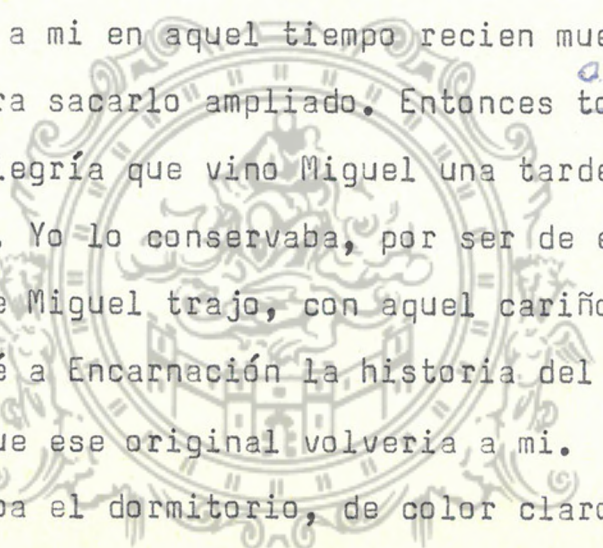 a mi en aquel tiempo recien mue
ra sacarlo ampliado. Entonces to
legría que vino Miguel una tarde
. Yo lo conservaba, por ser de e
e Miguel trajo, con aquel cariño
é a Encarnación la historia del
ue ese original volveria a mi.
ba el dormitorio, de color claro